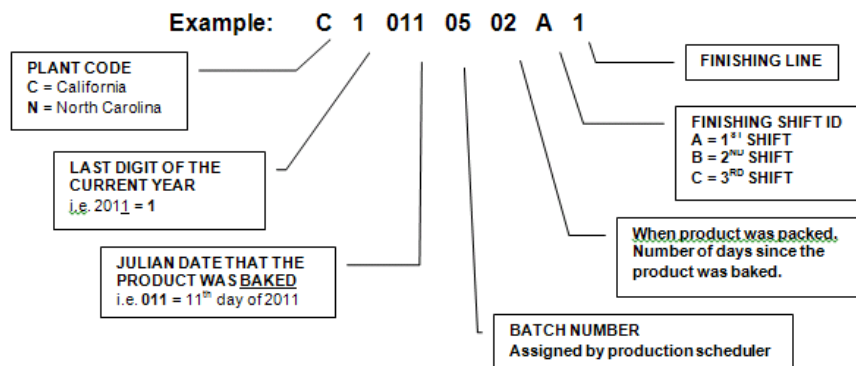 Example: C 1 011 05 02 A 1
PLANT CODE
C = California
N = North Carolina
FINISHING LINE
FINISHING SHIFT ID
A = 1ST SHIFT
B = 2ND SHIFT
C = 3RD SHIFT
LAST DIGIT OF THE
CURRENT YEAR
i.e. 2011 = 1
When product was packed.
Number of days since the
product was baked.
JULIAN DATE THAT THE
PRODUCT WAS BAKED
i.e. 011 = 11th day of 2011
BATCH NUMBER
Assigned by production scheduler